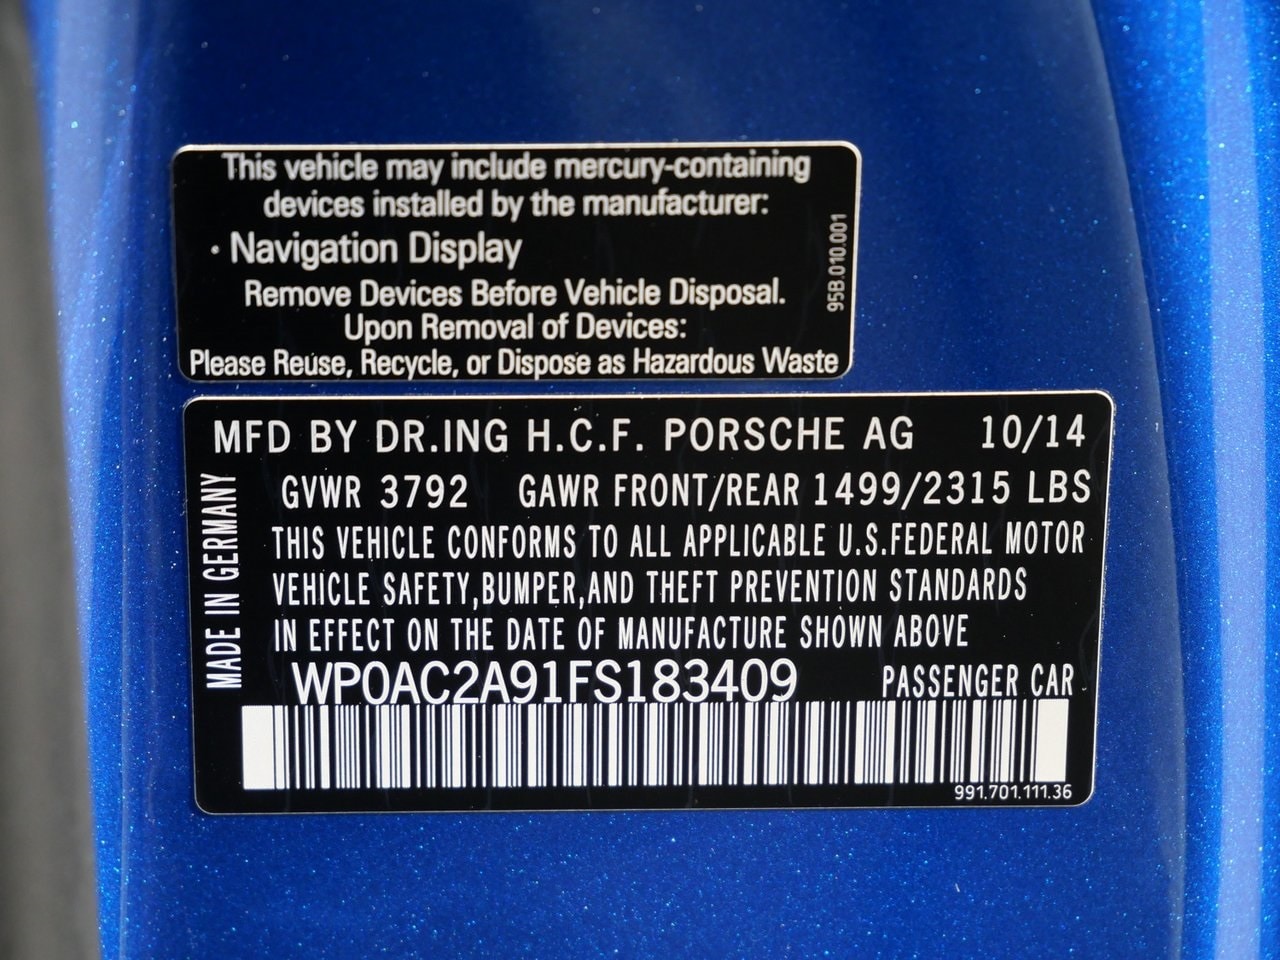 This vehicle may include mercury-containing
devices installed by the manufacturer:
· Navigation Display
Remove Devices Before Vehicle Disposal.
Upon Removal of Devices:
Please Reuse, Recycle, or Dispose as Hazardous Waste
95B.010.001
MFD BY DR.ING H.C.F. PORSCHE AG 10/14
GVWR 3792 GAWR FRONT/REAR 1499/2315 LBS
THIS VEHICLE CONFORMS TO ALL APPLICABLE U.S.FEDERAL MOTOR
VEHICLE SAFETY,BUMPER,AND THEFT PREVENTION STANDARDS
IN EFFECT ON THE DATE OF MANUFACTURE SHOWN ABOVE
WP0AC2A91FS183409 PASSENGER CAR
MADE IN GERMANY
991.701.111.36